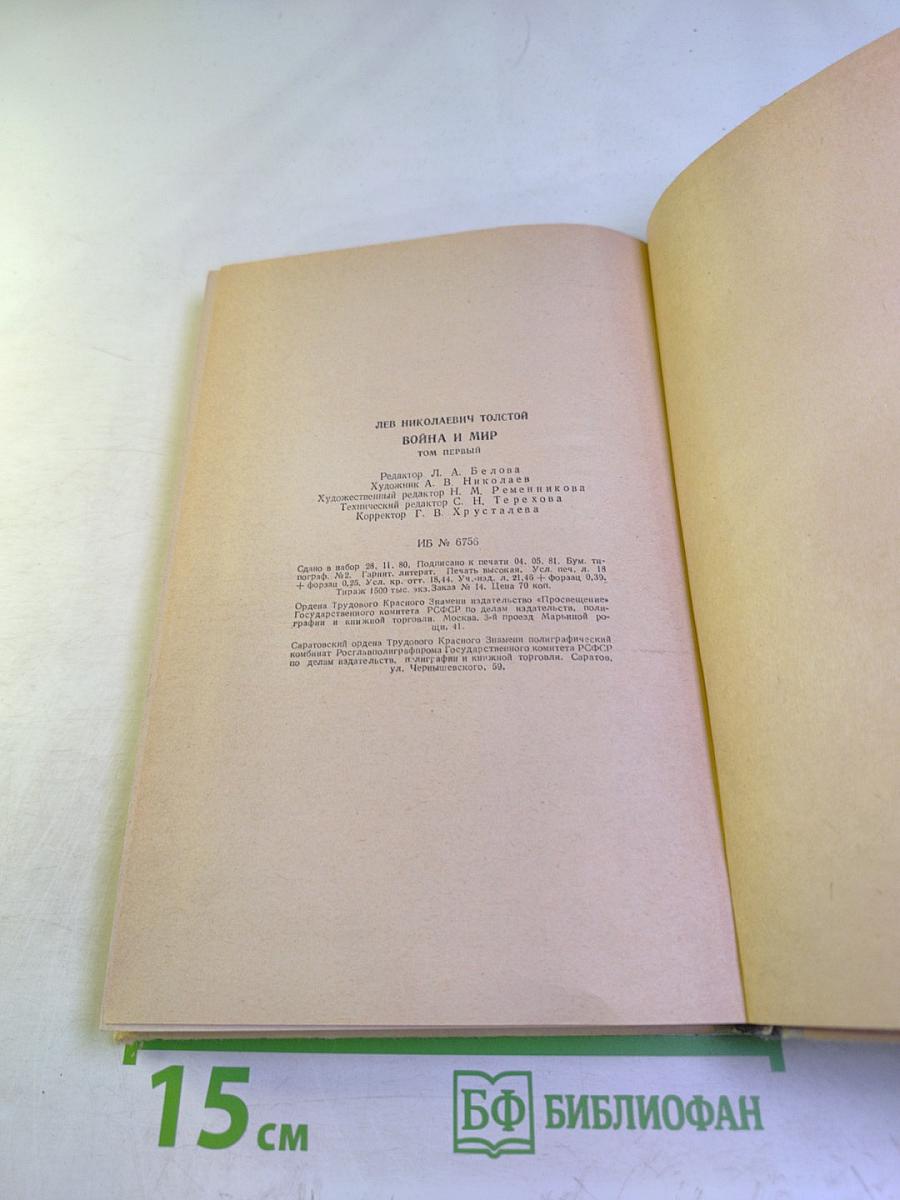 ЛЕВ НИКОЛАЕВИЧ ТОЛСТОЙ
ВОЙНА И МИР
ТОМ ПЕРВЫЙ
Редактор Л. А. Белова
Художник А. В. Николаев
Художественный редактор Н. М. Ременникова
Технический редактор С. Н. Терехова
Корректор Г. В. Хрусталева
ИБ № 6756
Сдано в набор 28. 11. 80. Подписано к печати 04. 05. 81. Бум. ти-
пограф. №2. Гарнит. литерат. Печать высокая. Усл. печ. л. 18
+ форзац 0,25. Усл. кр. отт. 18,44. Уч.-изд. л. 21,46 + форзац 0,39.
Тираж 1500 тыс. экз. Заказ № 14. Цена 70 коп.
Ордена Трудового Красного Знамени издательство «Просвещение»
Государственного комитета РСФСР по делам издательств, поли-
графии и книжной торговли. Москва. 3-й проезд Марьиной ро-
щи, 41.
Саратовский ордена Трудового Красного Знамени полиграфический
комбинат Росглавполиграфпрома Государственного комитета РСФСР
по делам издательств, полиграфии и книжной торговли. Саратов,
ул. Чернышевского, 59.
15 см
БФ БИБЛИОФАН